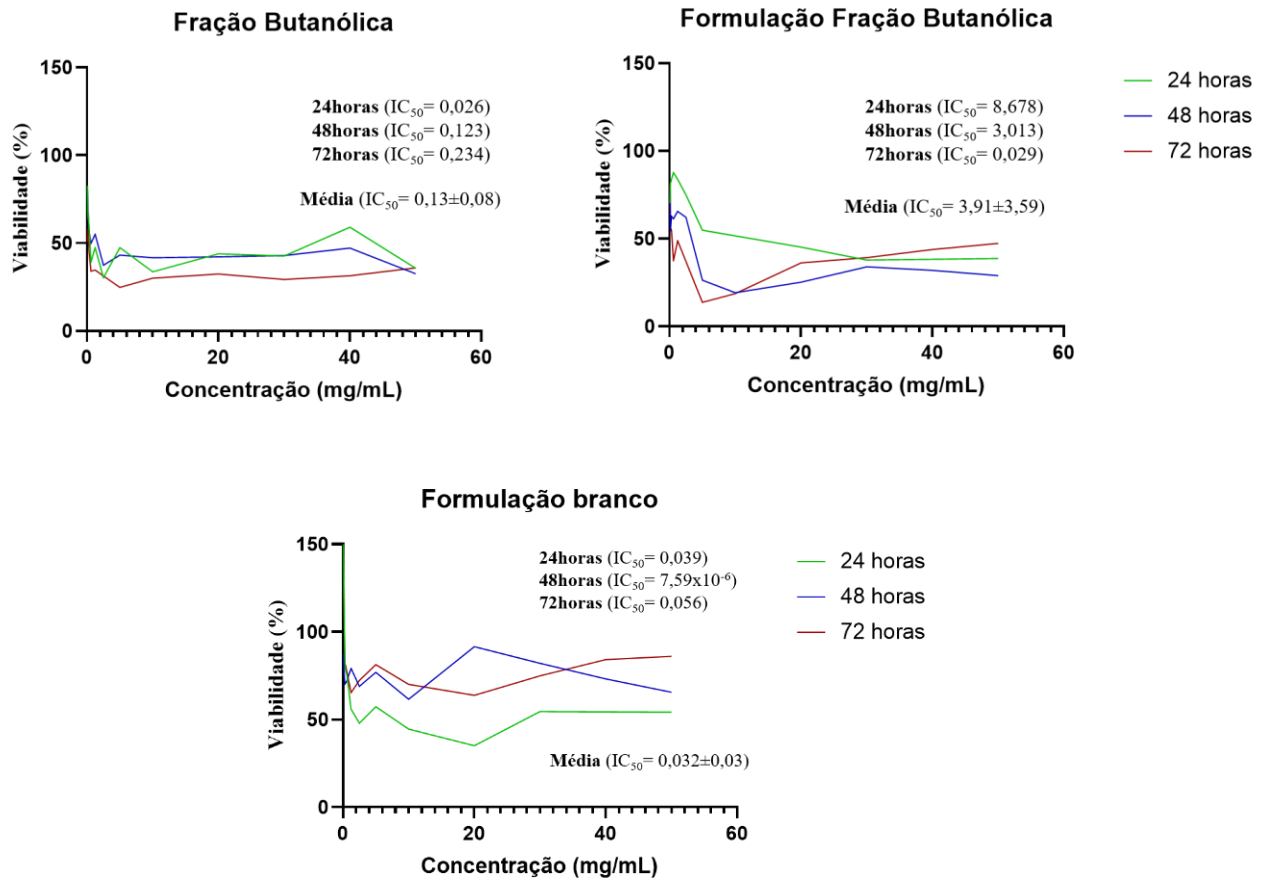 Fração Butanólica
150
100
50
0
Viabilidade (%)
24horas (IC₅₀= 0,026)
48horas (IC₅₀= 0,123)
72horas (IC₅₀= 0,234)
Média (IC₅₀= 0,13±0,08)
0 20 40 60
Concentração (mg/mL)
Formulação Fração Butanólica
150
100
50
0
Viabilidade (%)
24horas (IC₅₀= 8,678)
48horas (IC₅₀= 3,013)
72horas (IC₅₀= 0,029)
Média (IC₅₀= 3,91±3,59)
0 20 40 60
Concentração (mg/mL)
24 horas
48 horas
72 horas
Formulação branco
150
100
50
0
Viabilidade (%)
24horas (IC₅₀= 0,039)
48horas (IC₅₀= 7,59x10⁻⁶)
72horas (IC₅₀= 0,056)
Média (IC₅₀= 0,032±0,03)
0 20 40 60
Concentração (mg/mL)
24 horas
48 horas
72 horas